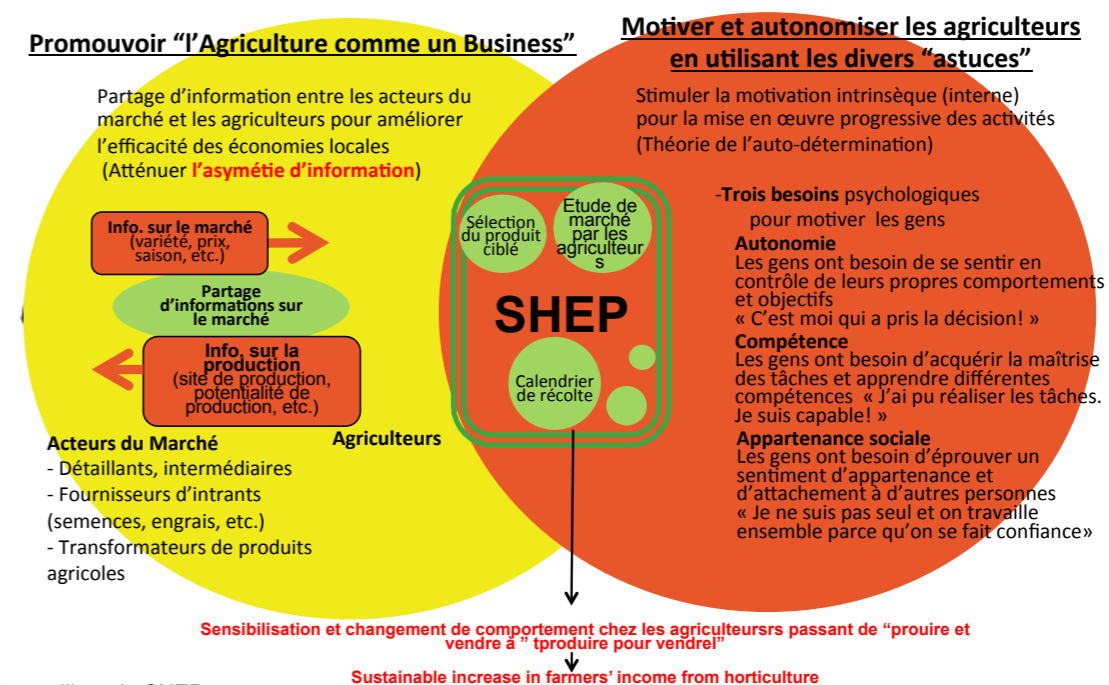 Promouvoir “l’Agriculture comme un Business”
Partage d’information entre les acteurs du
marché et les agriculteurs pour améliorer
l’efficacité des économies locales
(Atténuer l’asymétie d’information)
Info. sur le marché
(variété, prix,
saison, etc.)
Partage
d’informations sur
le marché
Info. sur la
production
(site de production,
potentialité de
production, etc.)
Acteurs du Marché
- Détaillants, intermédiaires
- Fournisseurs d’intrants
(semences, engrais, etc.)
- Transformateurs de produits
agricoles
Agriculteurs
Sélection
du produit
ciblé
Etude de
marché
par les
agriculteur
s
SHEP
Calendrier
de récolte
Motiver et autonomiser les agriculteurs
en utilisant les divers “astuces”
Stimuler la motivation intrinsèque (interne)
pour la mise en œuvre progressive des activités
(Théorie de l’auto-détermination)
-Trois besoins psychologiques
pour motiver les gens
Autonomie
Les gens ont besoin de se sentir en
contrôle de leurs propres comportements
et objectifs
« C’est moi qui a pris la décision! »
Compétence
Les gens ont besoin d’acquérir la maîtrise
des tâches et apprendre différentes
compétences « J’ai pu réaliser les tâches.
Je suis capable! »
Appartenance sociale
Les gens ont besoin d’éprouver un
sentiment d’appartenance et
d’attachement à d’autres personnes
« Je ne suis pas seul et on travaille
ensemble parce qu’on se fait confiance»
Sensibilisation et changement de comportement chez les agriculteursrs passant de “prouire et
vendre à ” tproduire pour vendrel”
Sustainable increase in farmers’ income from horticulture